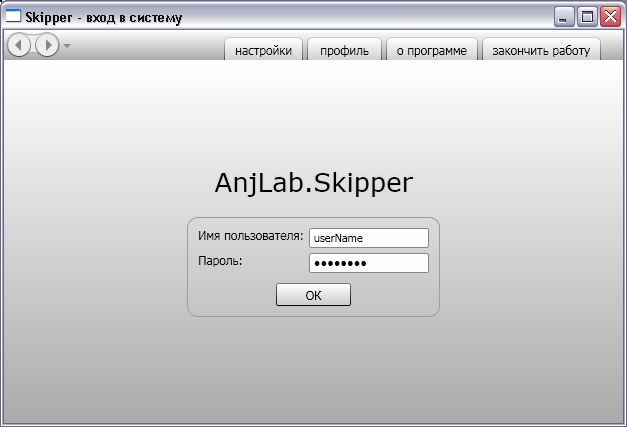 Skipper - вход в систему
настройки профиль о программе закончить работу
AnjLab.Skipper
Имя пользователя: userName
Пароль: ••••••••
OK